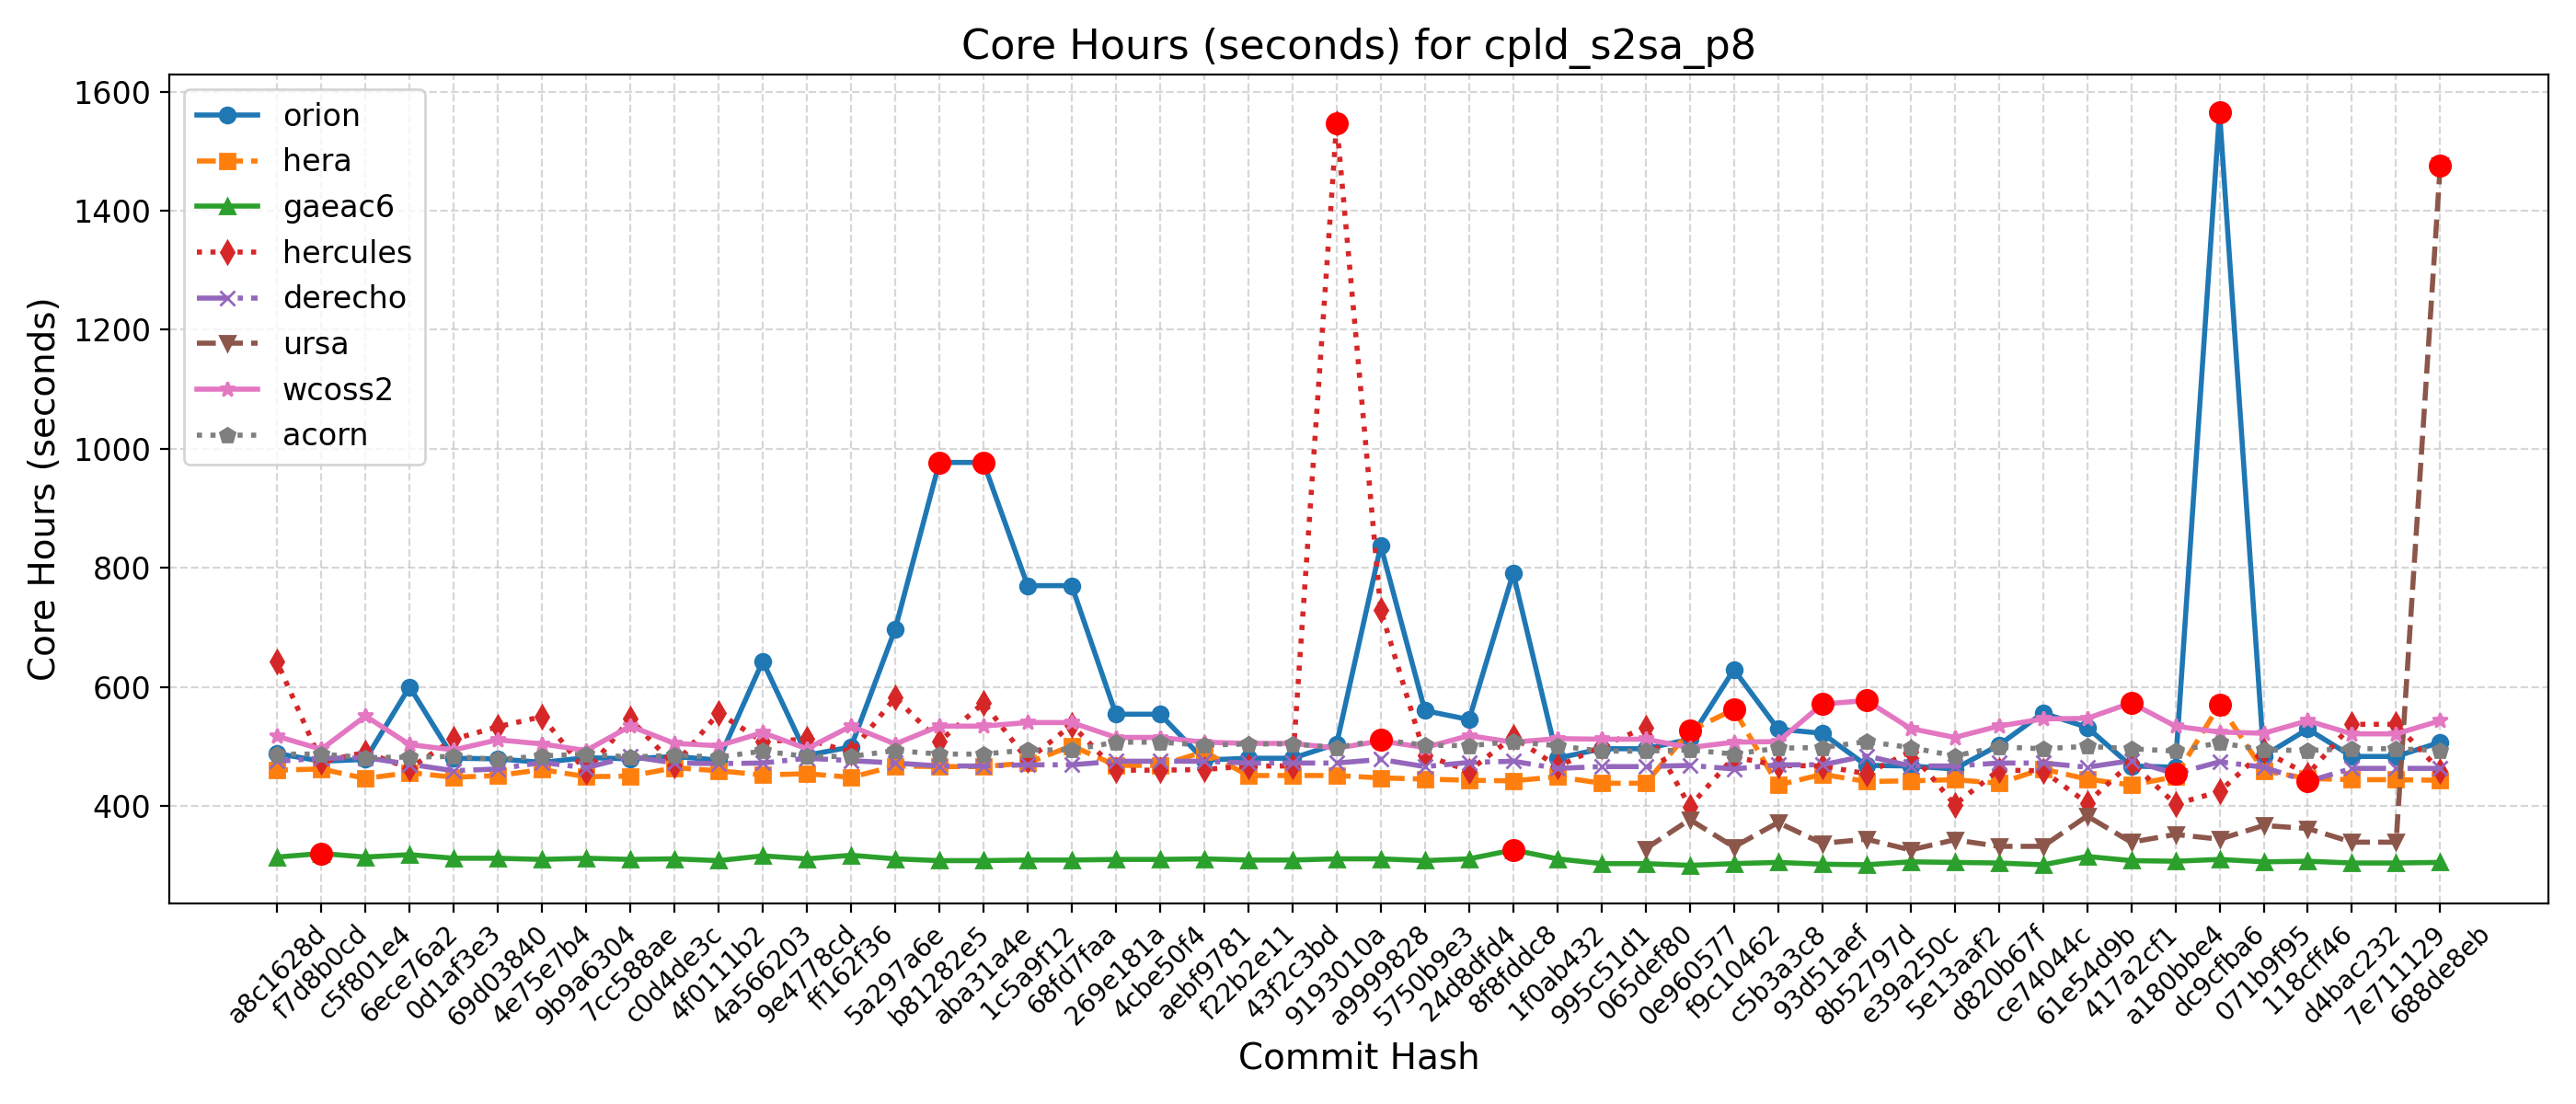 Core Hours (seconds) for cpld_s2sa_p8
Core Hours (seconds)
1600
1400
1200
1000
800
600
400
orion
hera
gaeac6
hercules
derecho
ursa
wcoss2
acorn
a8c1628d
f7d8b0cd
c5f801e4
6ece76a2
0d1af3e3
69d03840
4e75e7b4
9b9a6304
7cc588ae
c0d4de3c
4f0111b2
4a566203
9e4778cd
ff162f36
5a297a6e
b81282e5
aba31a4e
1c5a9f12
68fd7faa
269e181a
4cbe50f4
aebf9781
f22b2e11
43f2c3bd
9193010a
a9999828
5750b9e3
24d8dfd4
8f8fddc8
1f0ab432
995c51d1
065def80
0e960577
f9c10462
c5b3a3c8
93d51aef
8b52797d
e39a250c
5e13aaf2
d820b67f
ce74044c
61e54d9b
417a2cf1
a180bbe4
dc9cfba6
071b9f95
118cff46
d4bac232
7e711129
688de8eb
Commit Hash